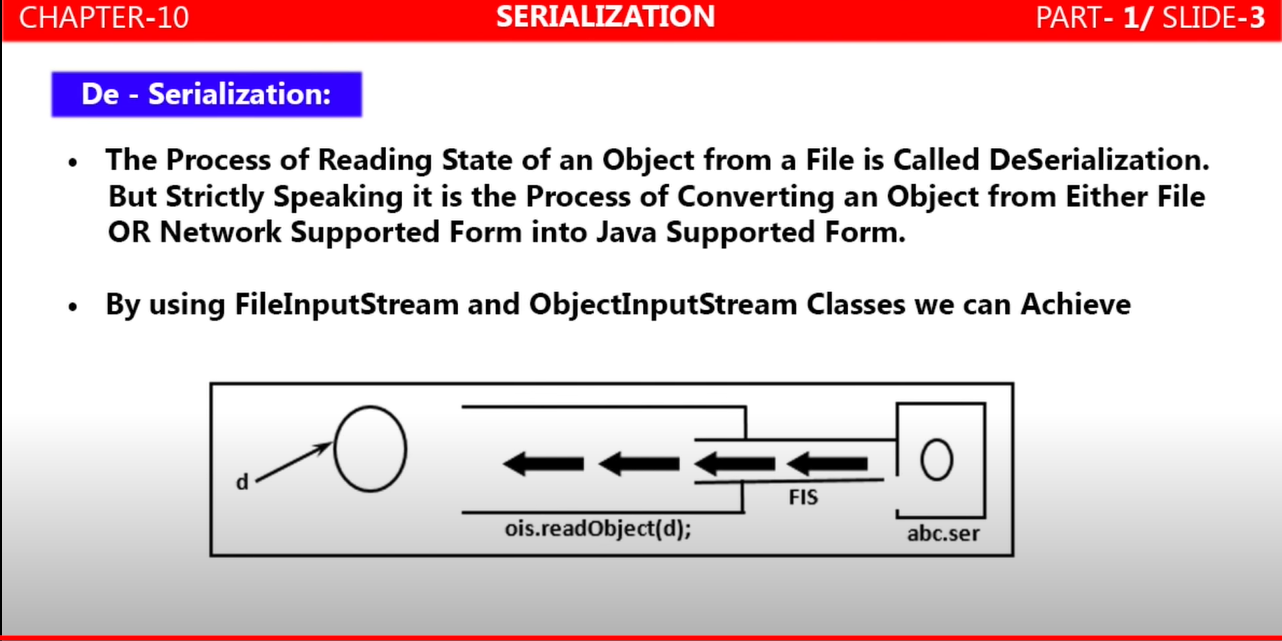 CHAPTER-10 SERIALIZATION PART- 1/ SLIDE-3
De - Serialization:
• The Process of Reading State of an Object from a File is Called DeSerialization.
But Strictly Speaking it is the Process of Converting an Object from Either File
OR Network Supported Form into Java Supported Form.
• By using FileInputStream and ObjectInputStream Classes we can Achieve
d
FIS
ois.readObject(d);
abc.ser